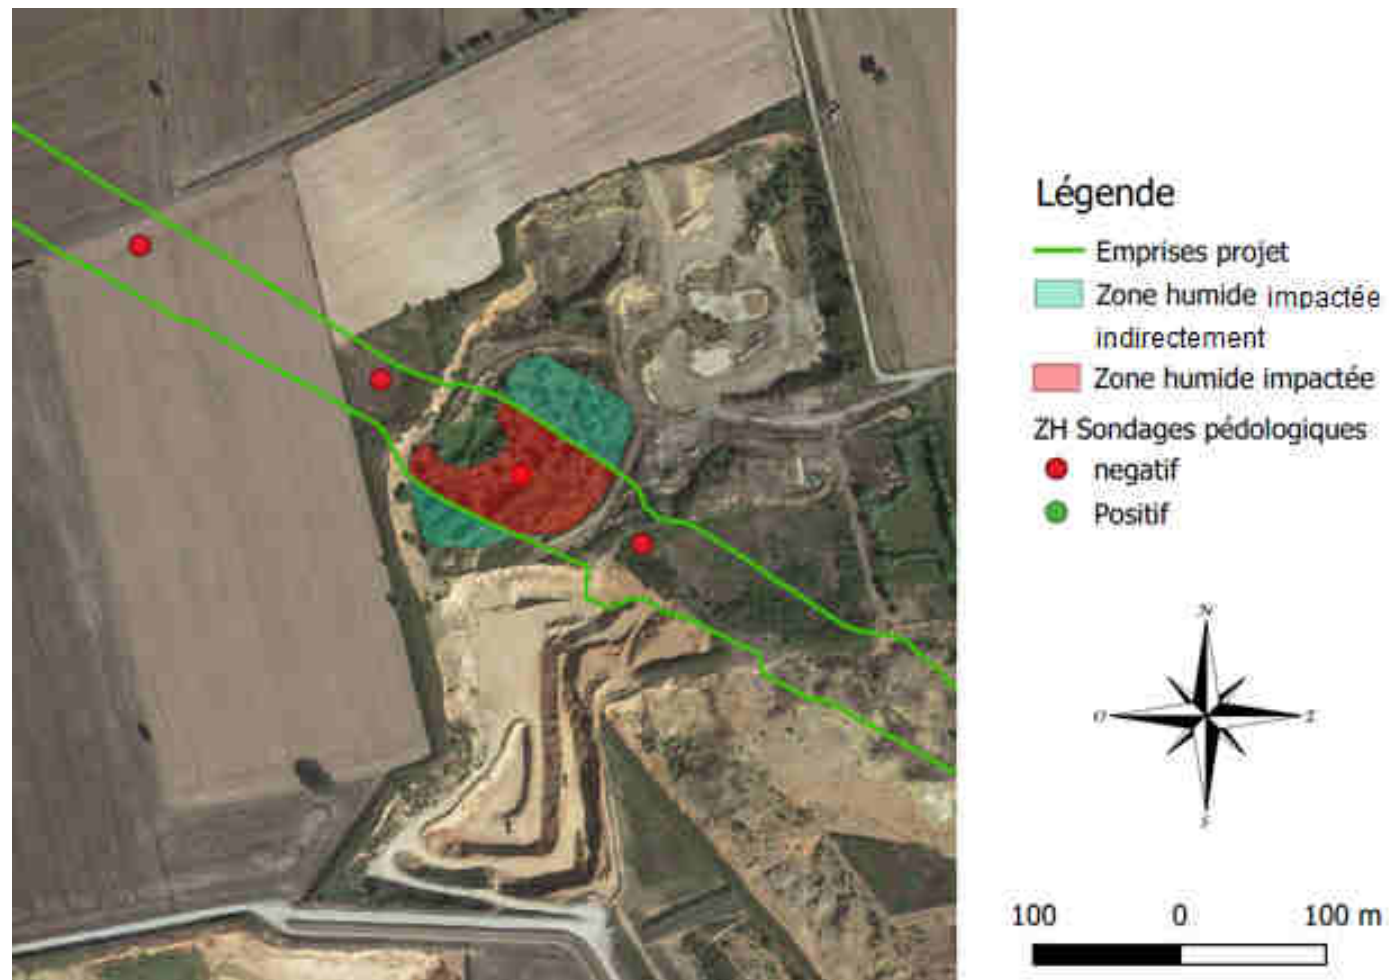 Légende
Emprises projet
Zone humide impactée
indirectement
Zone humide impactée
ZH Sondages pédologiques
negatif
Positif
N
O
E
S
100 0 100 m